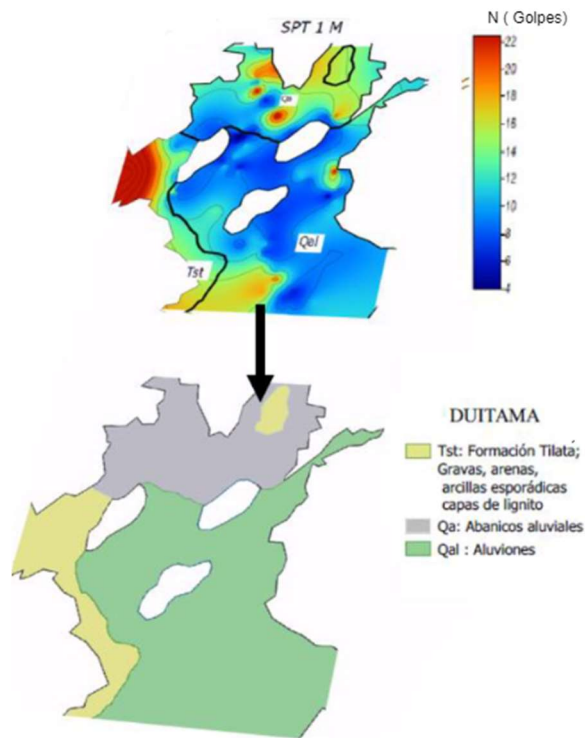 SPT 1 M
N ( Golpes)
22
20
18
16
14
12
10
8
6
4
Qa
Qal
Tst
DUITAMA
Tst: Formación Tilata;
Gravas, arenas,
arcillas esporádicas
capas de lignito
Qa: Abanicos aluviales
Qal : Aluviones